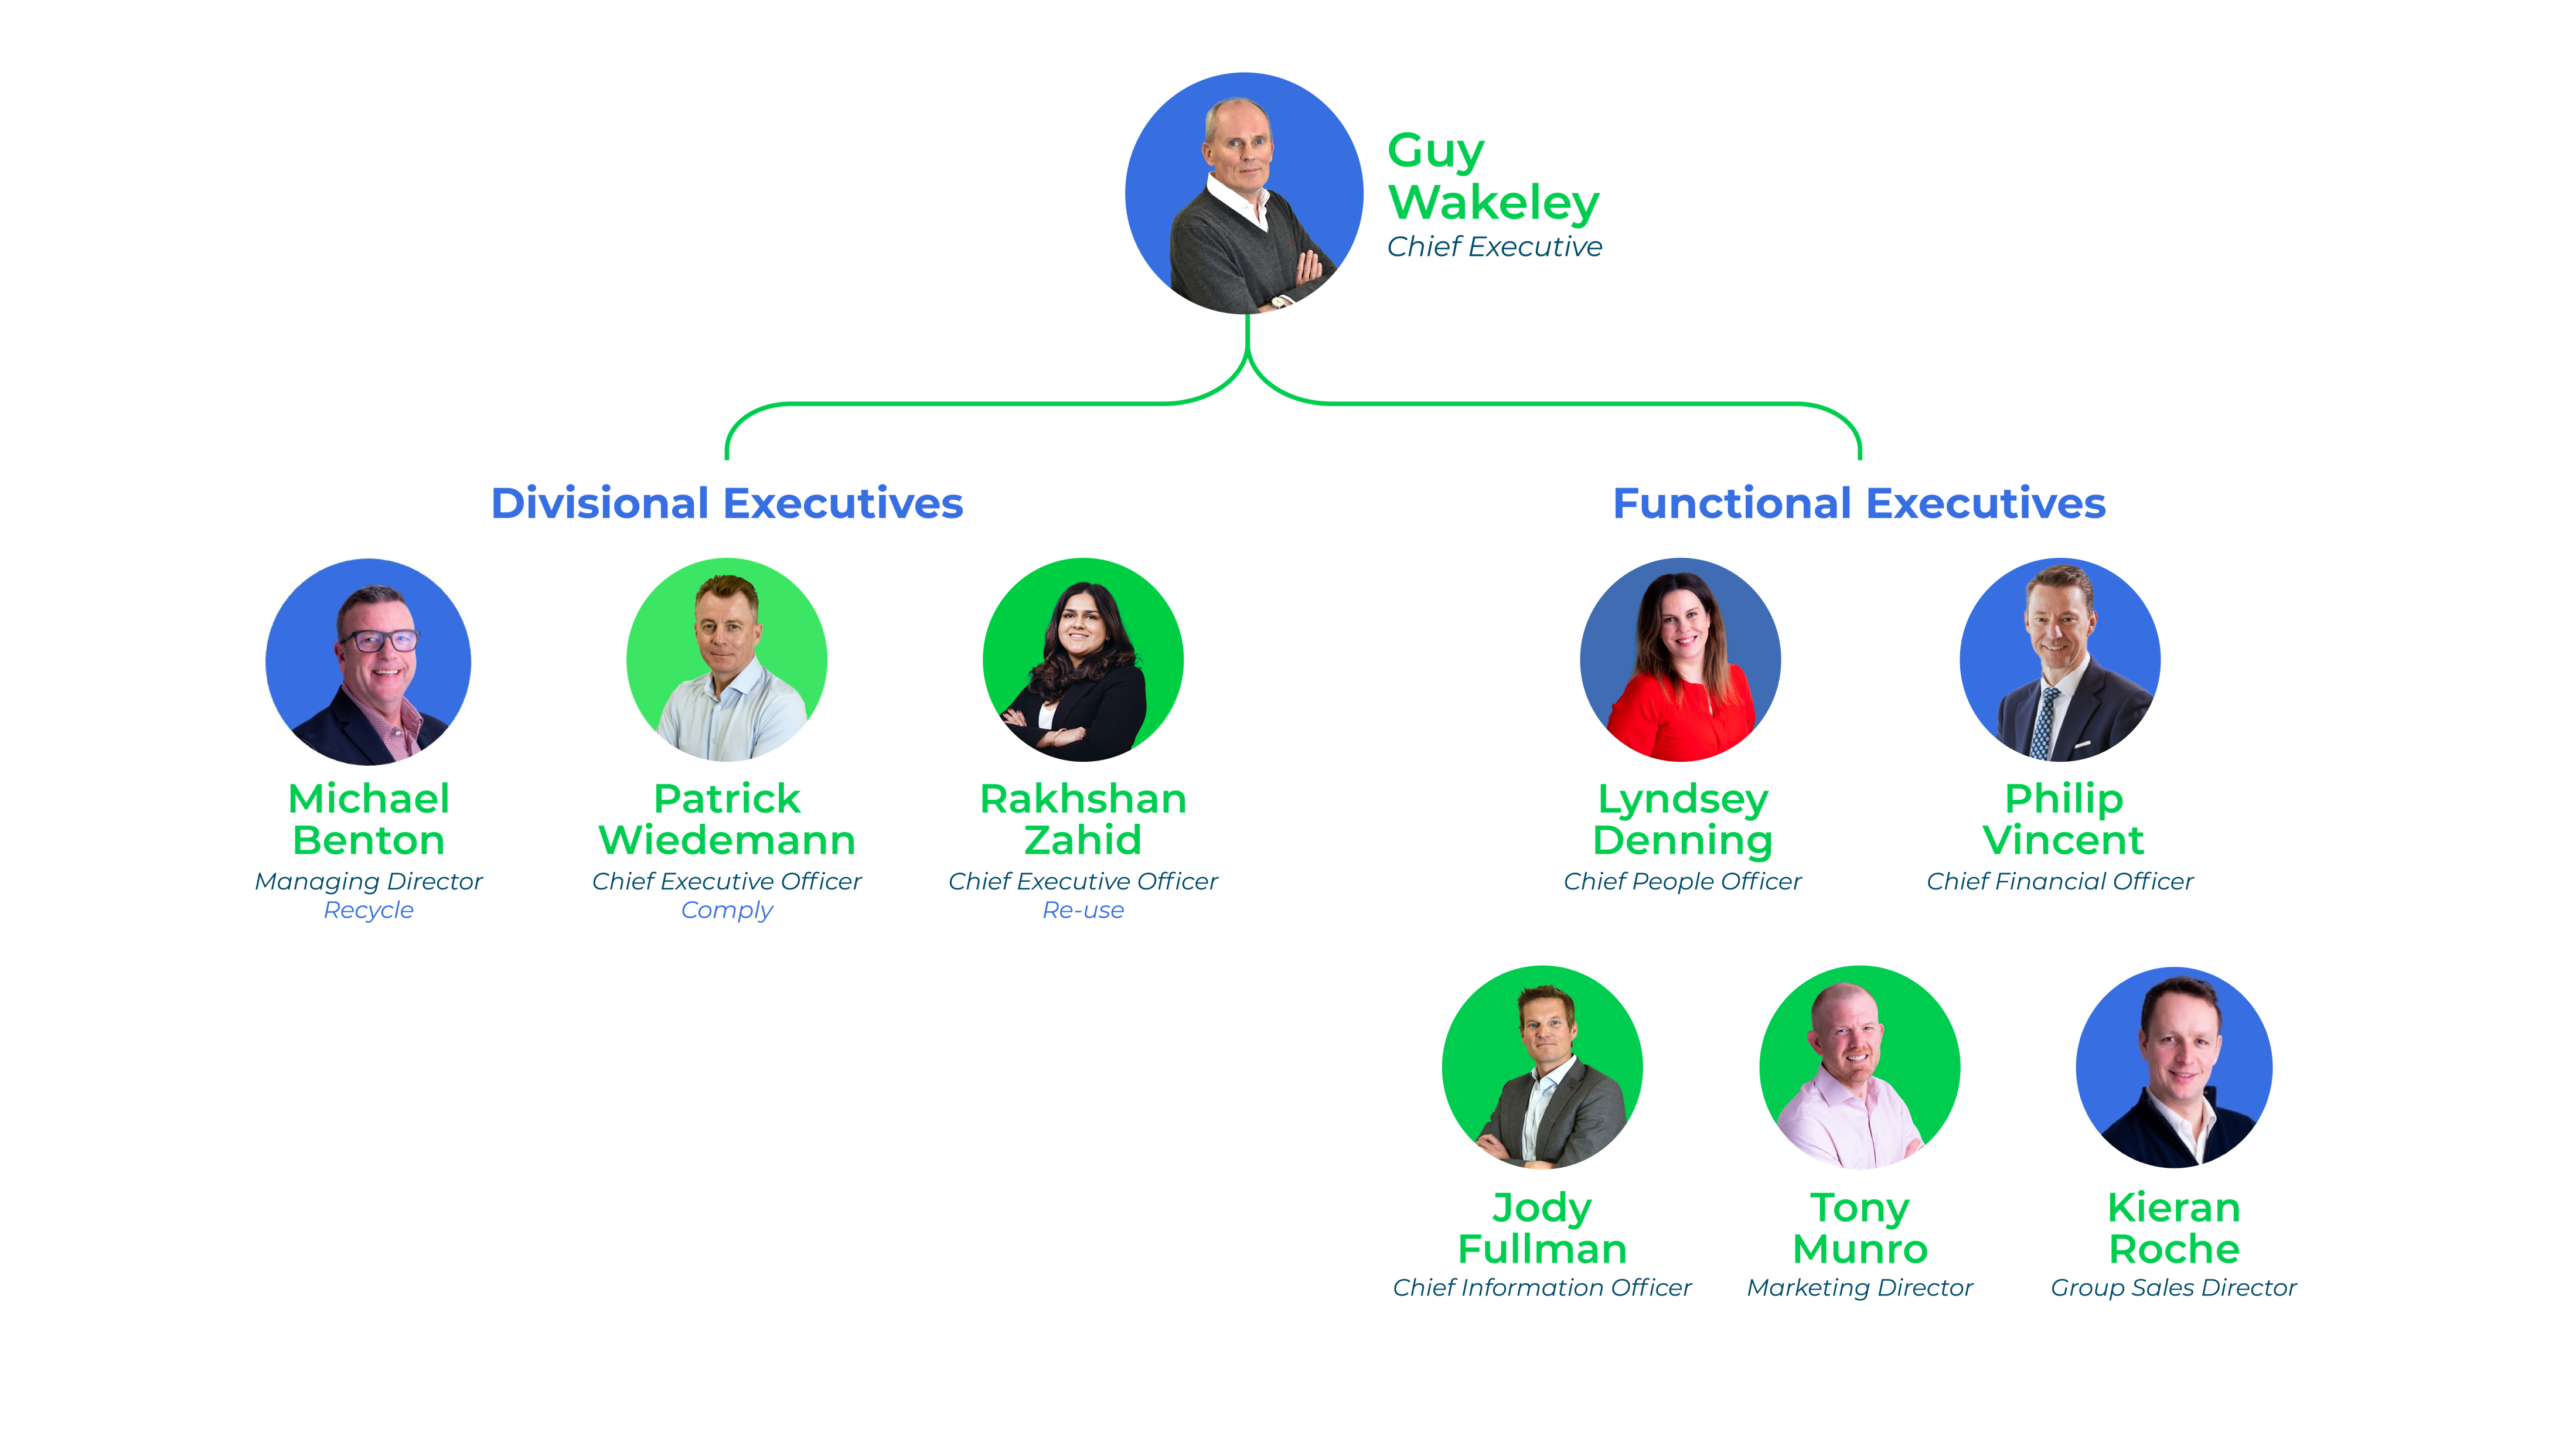 Guy
Wakeley
Chief Executive
Divisional Executives
Michael
Benton
Managing Director
Recycle
Patrick
Wiedemann
Chief Executive Officer
Comply
Rakhshan
Zahid
Chief Executive Officer
Re-use
Functional Executives
Lyndsey
Denning
Chief People Officer
Philip
Vincent
Chief Financial Officer
Jody
Fullman
Chief Information Officer
Tony
Munro
Marketing Director
Kieran
Roche
Group Sales Director